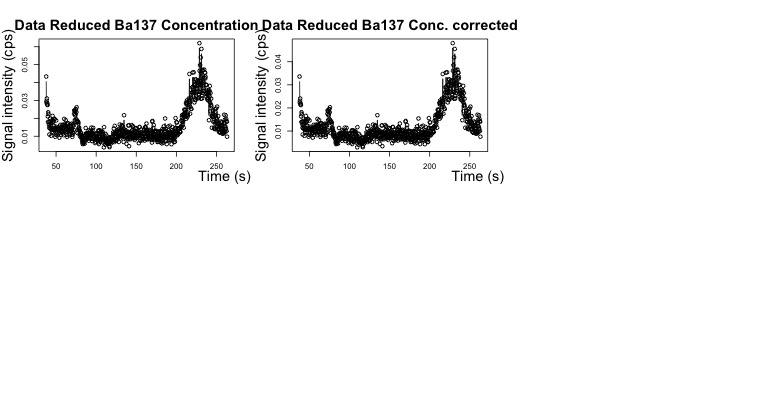 Data Reduced Ba137 Concentration
Signal intensity (cps)
0.01
0.03
0.05
50
100
150
200
250
Time (s)
Data Reduced Ba137 Conc. corrected
Signal intensity (cps)
0.01
0.02
0.03
0.04
50
100
150
200
250
Time (s)